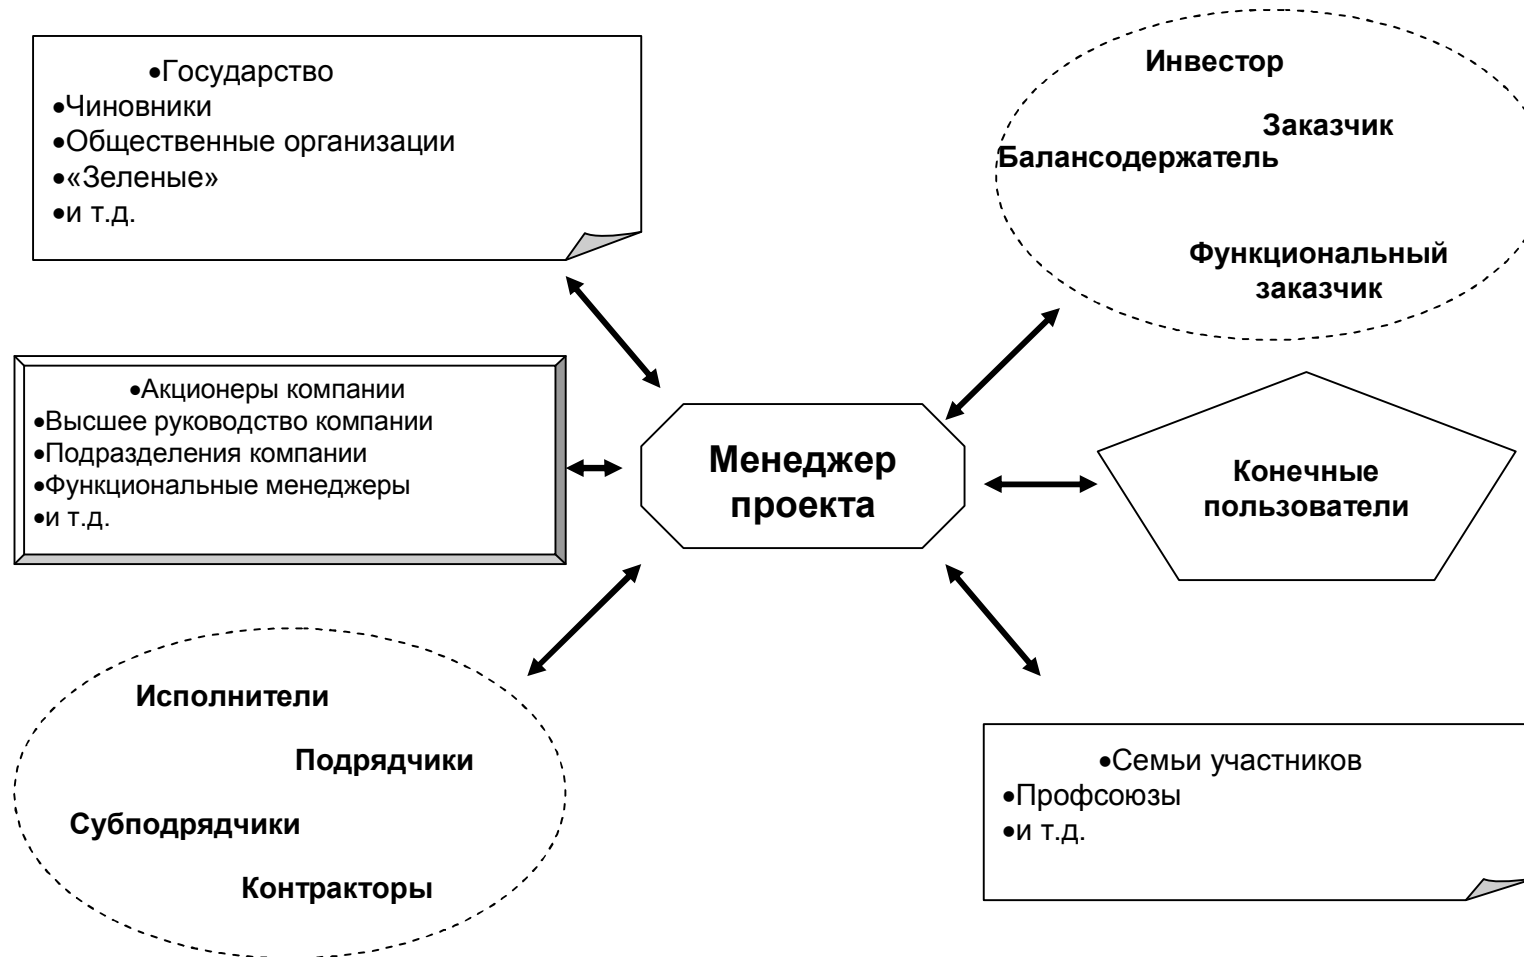 •Государство
•Чиновники
•Общественные организации
•«Зеленые»
•и т.д.
Инвестор
Заказчик
Балансодержатель
Функциональный
заказчик
•Акционеры компании
•Высшее руководство компании
•Подразделения компании
•Функциональные менеджеры
•и т.д.
Менеджер
проекта
Конечные
пользователи
Исполнители
Подрядчики
Субподрядчики
Контракторы
•Семьи участников
•Профсоюзы
•и т.д.